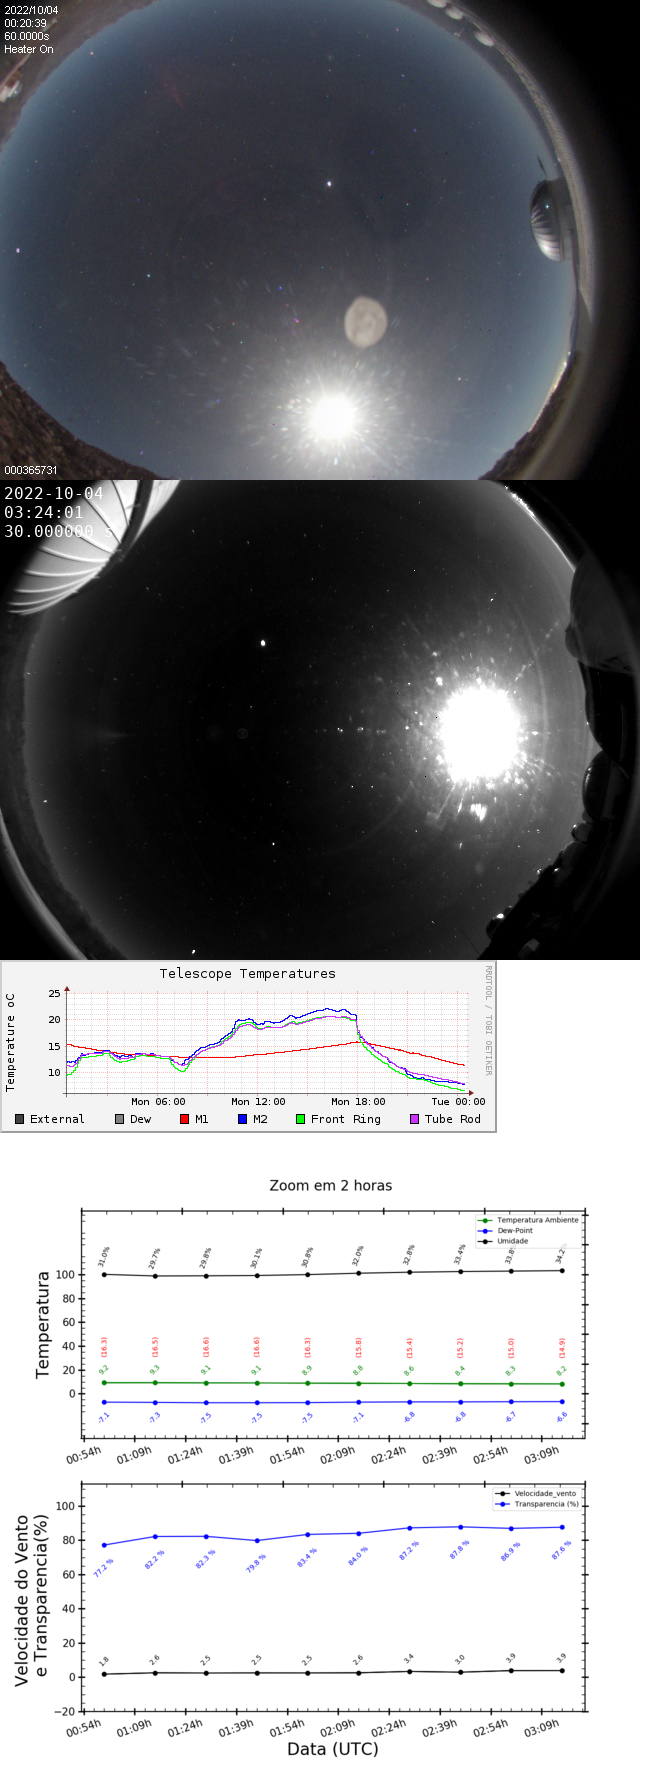 2022/10/04
00:20:39
60.0000s
Heater On
000365731
2022-10-04
03:24:01
30.000000 s
Telescope Temperatures
RRDTOOL / TOBI OETIKER
Temperature oC
25
20
15
10
Mon 06:00 Mon 12:00 Mon 18:00 Tue 00:00
External Dew M1 M2 Front Ring Tube Rod
Zoom em 2 horas
Temperatura Ambiente
Dew-Point
Umidade
31.0% 29.7% 29.8% 30.1% 30.8% 32.0% 32.8% 33.4% 33.8% 34.2%
Temperatura
100
80
60
40
20
0
(16.3) (16.5) (16.6) (16.6) (16.3) (15.8) (15.4) (15.2) (15.0) (14.9)
9.2 9.3 9.1 9.1 8.9 8.8 8.6 8.4 8.3 8.2
-7.1 -7.3 -7.5 -7.5 -7.5 -7.1 -6.8 -6.8 -6.7 -6.6
00:54h 01:09h 01:24h 01:39h 01:54h 02:09h 02:24h 02:39h 02:54h 03:09h
Velocidade_vento
Transparencia (%)
Velocidade do Vento
e Transparencia(%)
100
80
60
40
20
0
−20
77.2 % 82.2 % 82.3 % 79.8 % 83.4 % 84.0 % 87.2 % 87.8 % 86.9 % 87.6 %
1.8 2.6 2.5 2.5 2.5 2.6 3.4 3.0 3.9 3.9
00:54h 01:09h 01:24h 01:39h 01:54h 02:09h 02:24h 02:39h 02:54h 03:09h
Data (UTC)